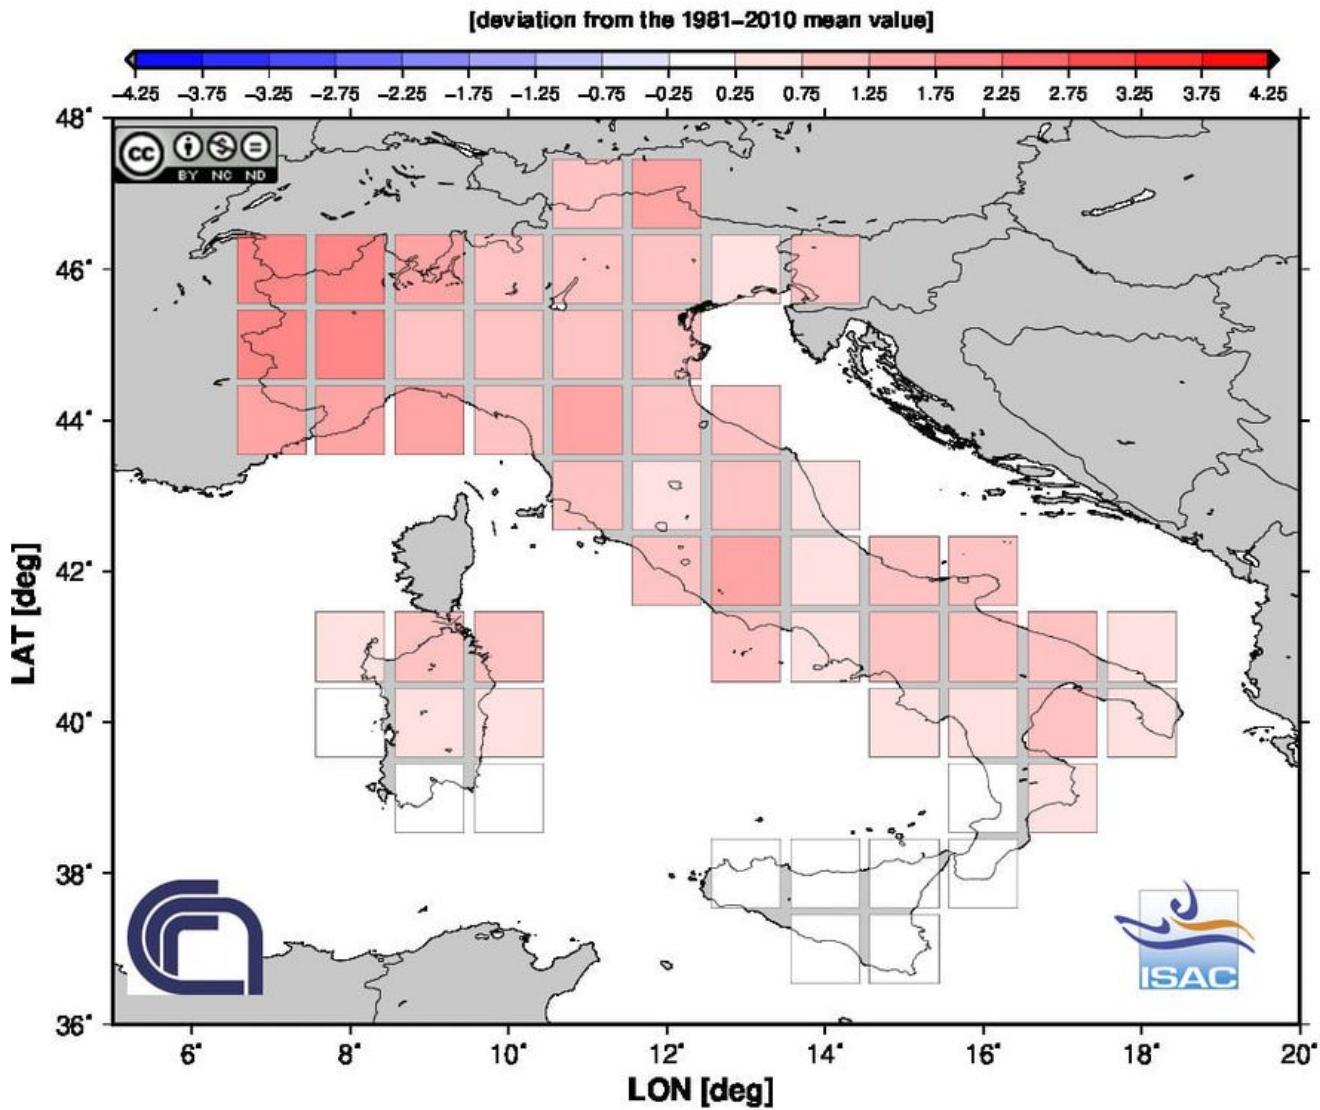 [deviation from the 1981–2010 mean value]
−4.25 −3.75 −3.25 −2.75 −2.25 −1.75 −1.25 −0.75 −0.25 0.25 0.75 1.25 1.75 2.25 2.75 3.25 3.75 4.25
48°
cc
BY NC ND
46°
44°
42°
LAT [deg]
40°
38°
ISAC
36°
6° 8° 10° 12° 14° 16° 18° 20°
LON [deg]